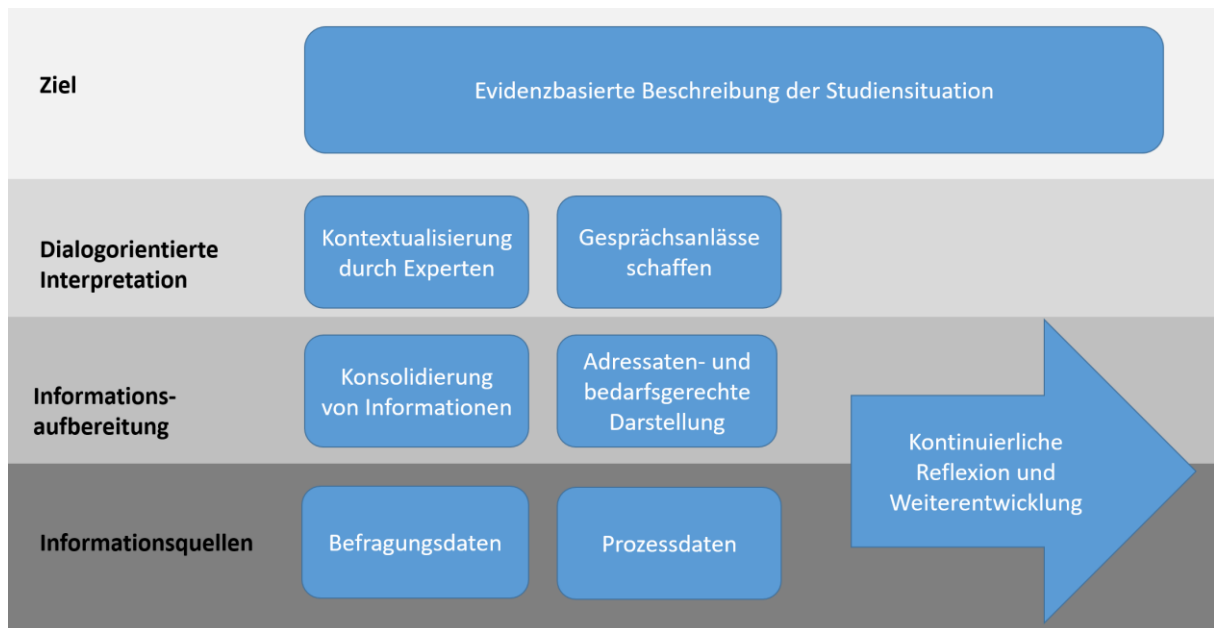 Ziel
Evidenzbasierte Beschreibung der Studiensituation
Dialogorientierte
Interpretation
Kontextualisierung
durch Experten
Gesprächsanlässe
schaffen
Informations-
aufbereitung
Konsolidierung
von Informationen
Adressaten- und
bedarfsgerechte
Darstellung
Kontinuierliche
Reflexion und
Weiterentwicklung
Informationsquellen
Befragungsdaten
Prozessdaten